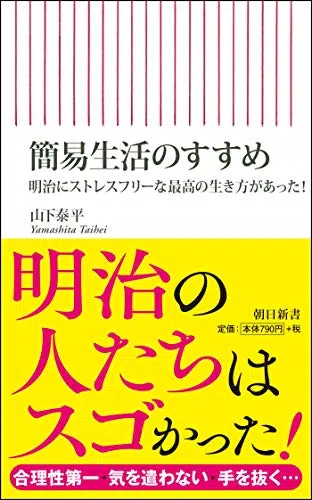 簡易生活のすすめ
明治にストレスフリーな最高の生き方があった!
山下泰平
Yamashita Taihei
明治の
人たちは
スゴかった!
朝日新書
定価:本体790円+税
合理性第一・気を遣わない・手を抜く…